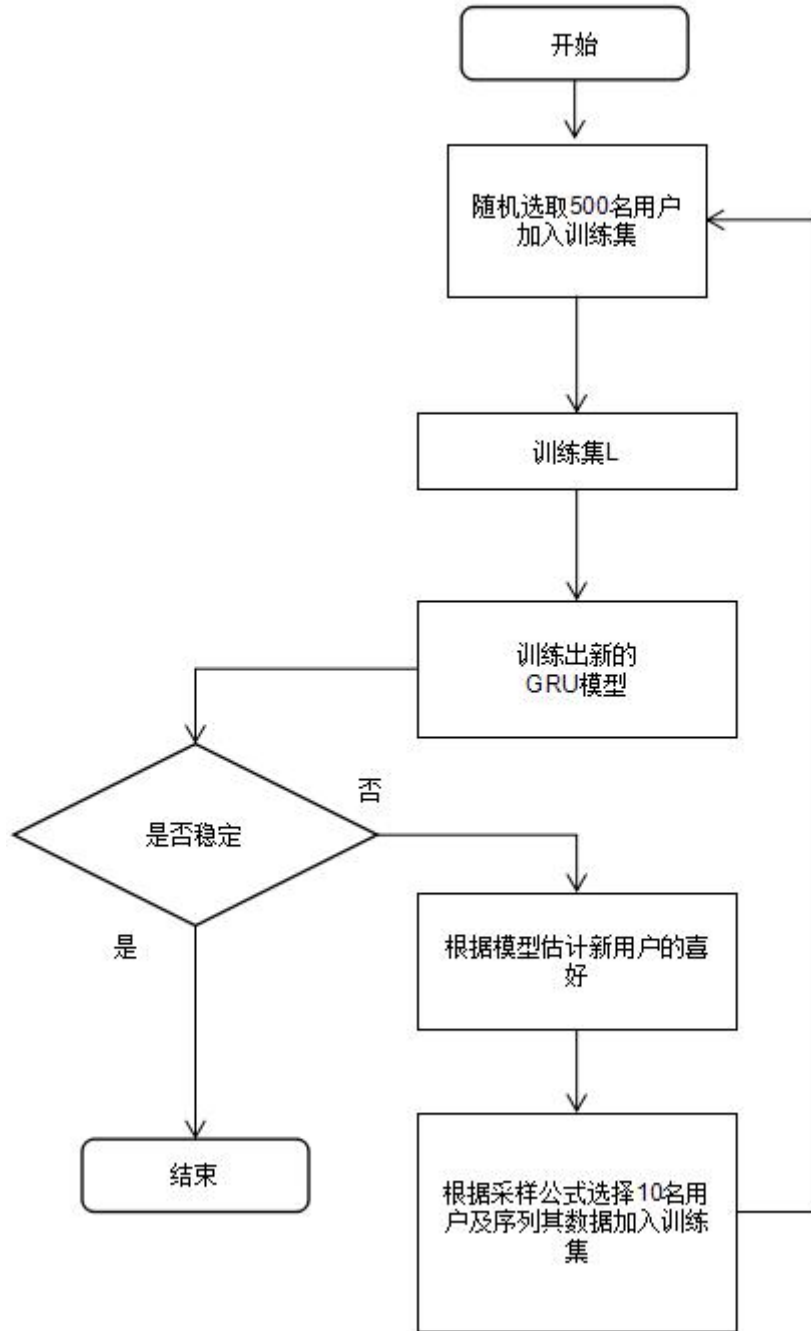 开始
随机选取500名用户
加入训练集
训练集L
训练出新的
GRU模型
是否稳定
否
是
根据模型估计新用户的喜
好
结束
根据采样公式选择10名用
户及序列其数据加入训练
集